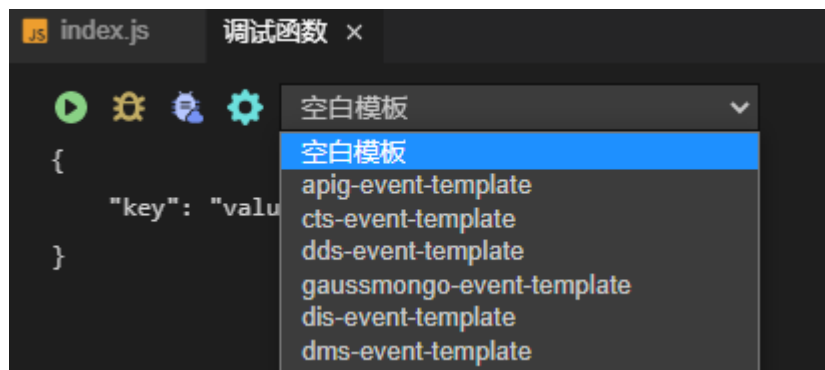 JS index.js 调试函数 ×
空白模板
{
空白模板
apig-event-template
"key": "valu
cts-event-template
}
dds-event-template
gaussmongo-event-template
dis-event-template
dms-event-template